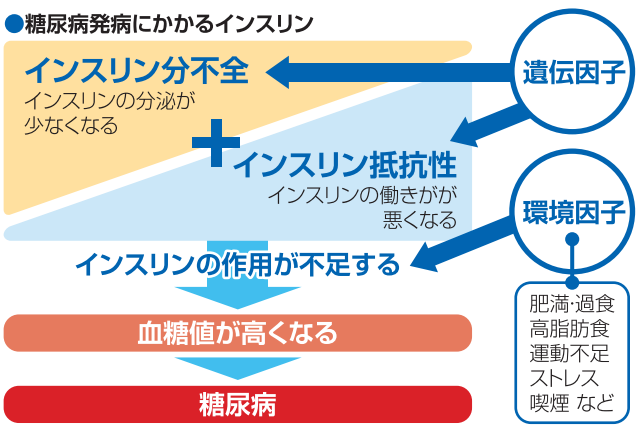 ●糖尿病発病にかかるインスリン
インスリン分不全
インスリンの分泌が
少なくなる
+
インスリン抵抗性
インスリンの働きがが
悪くなる
インスリンの作用が不足する
血糖値が高くなる
糖尿病
遺伝因子
環境因子
肥満・過食
高脂肪食
運動不足
ストレス
喫煙 など